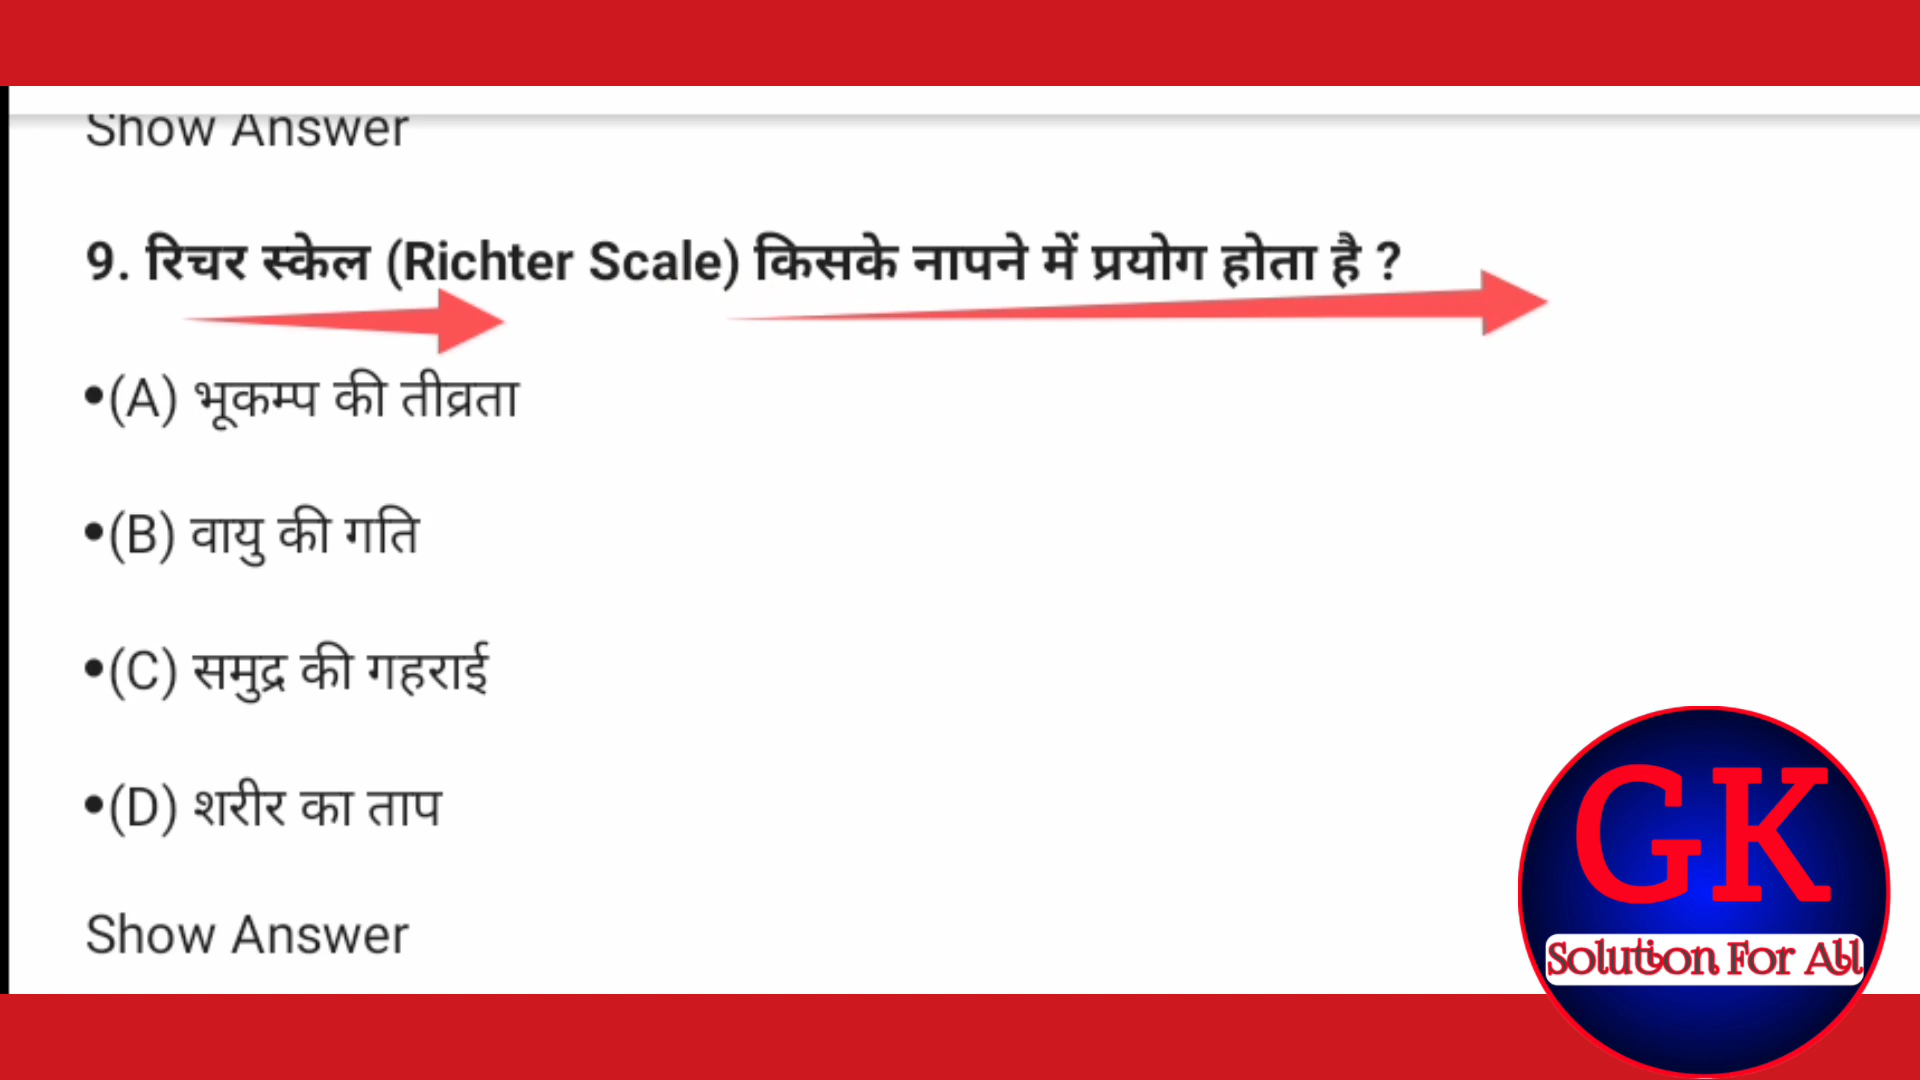 Show Answer
9. रिचर स्केल (Richter Scale) किसके नापने में प्रयोग होता है ?
•(A) भूकम्प की तीव्रता
•(B) वायु की गति
•(C) समुद्र की गहराई
•(D) शरीर का ताप
Show Answer
GK
Solution For All